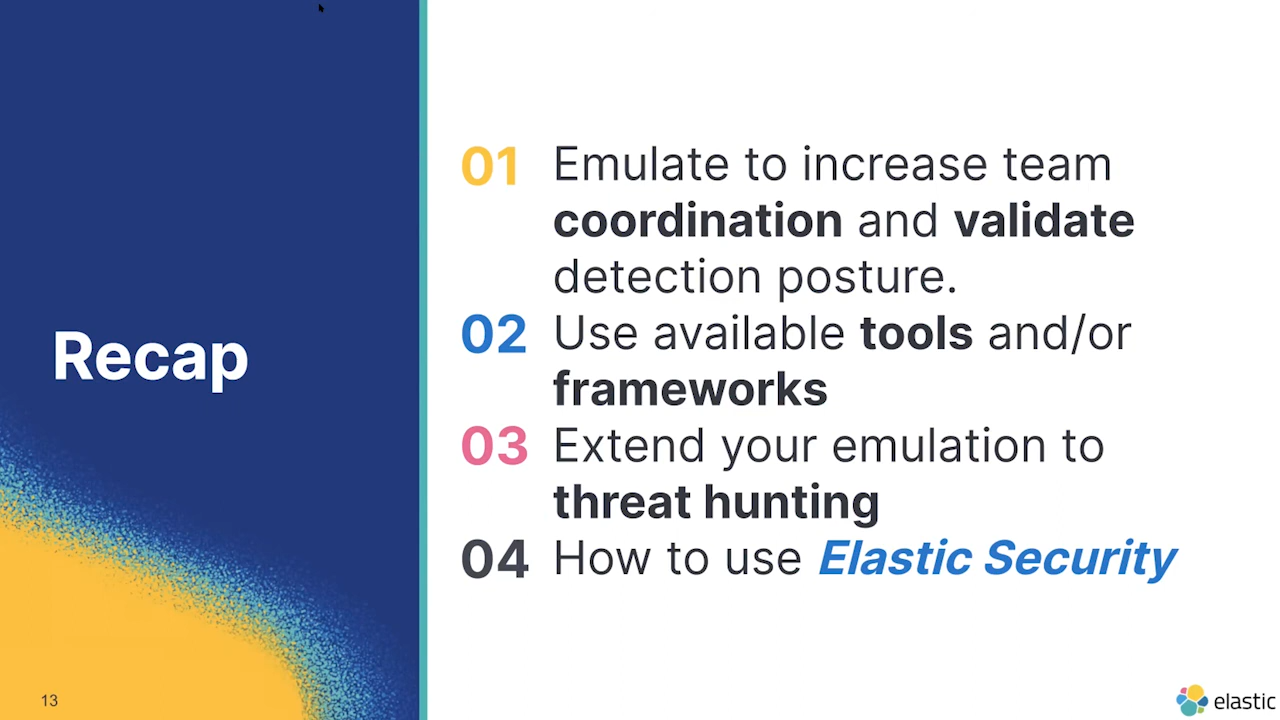 Recap
01 Emulate to increase team
coordination and validate
detection posture.
02 Use available tools and/or
frameworks
03 Extend your emulation to
threat hunting
04 How to use Elastic Security
13
elastic